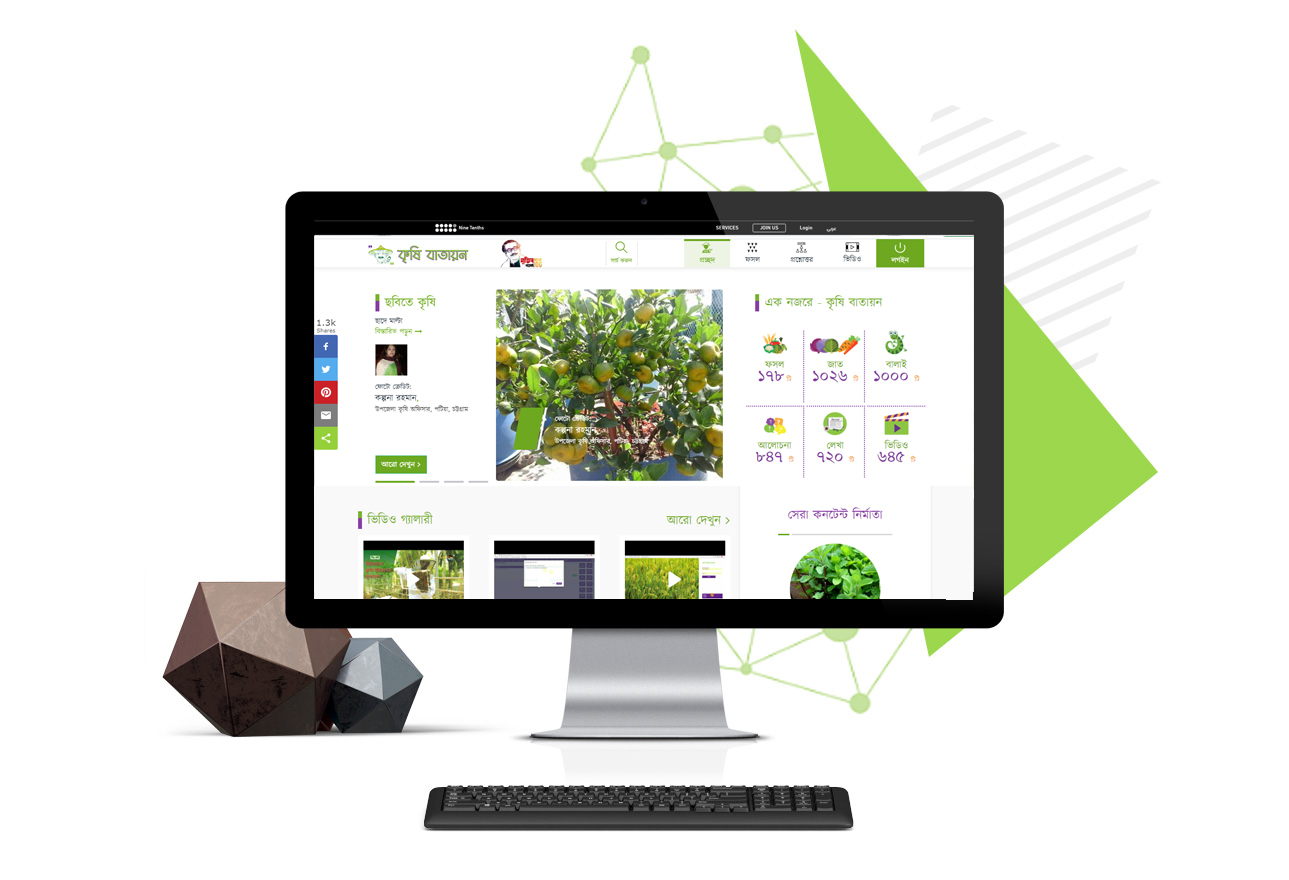 Nine Tenths
SERVICES
JOIN US
Login
عربي
কৃষি বাতায়ন
সার্চ করুন
প্রচ্ছদ
ফসল
প্রশ্নোত্তর
ভিডিও
লগইন
1.3k
Shares
ছবিতে কৃষি
ছাদে মাল্টা
বিস্তারিত পড়ুন
ফোটো ক্রেডিট:
কল্পনা রহমান,
উপজেলা কৃষি অফিসার, পটিয়া, চট্টগ্রাম
আরো দেখুন >
ফোটো ক্রেডিট:
কল্পনা রহমান,
উপজেলা কৃষি অফিসার, পটিয়া, চট্টগ্রাম
এক নজরে - কৃষি বাতায়ন
ফসল
১৭৮ টি
জাত
১০২৬ টি
বালাই
১০০০ টি
আলোচনা
৮৪৭ টি
লেখা
৭২০ টি
ভিডিও
৬৪৫ টি
ভিডিও গ্যালারী
আরো দেখুন >
সেরা কনটেন্ট নির্মাতা